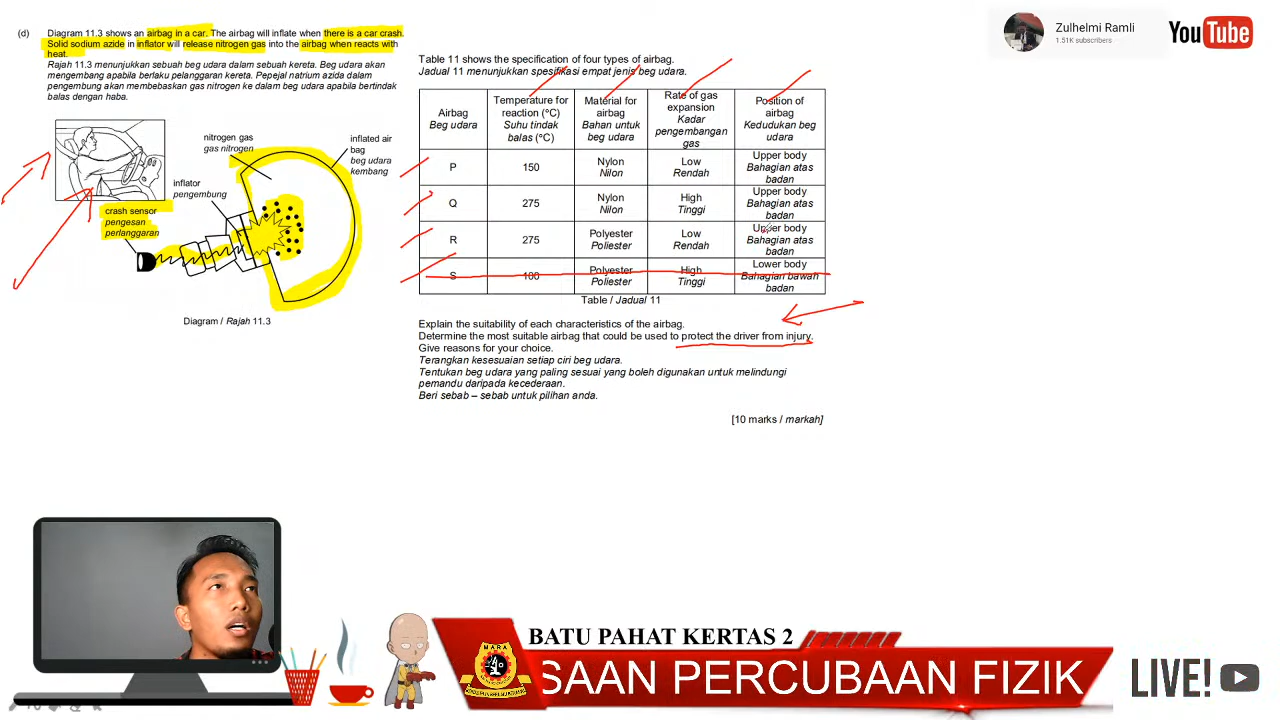 (d) Diagram 11.3 shows an airbag in a car. The airbag will inflate when there is a car crash.
Solid sodium azide in inflator will release nitrogen gas into the airbag when reacts with
heat.
Rajah 11.3 menunjukkan sebuah beg udara dalam sebuah kereta. Beg udara akan
mengembang apabila berlaku pelanggaran kereta. Pepejal natrium azida dalam
pengembung akan membebaskan gas nitrogen ke dalam beg udara apabila bertindak
balas dengan haba.
nitrogen gas
gas nitrogen
inflated air
bag
beg udara
kembang
inflator
pengembung
crash sensor
pengesan
perlanggaran
Diagram / Rajah 11.3
Table 11 shows the specification of four types of airbag.
Jadual 11 menunjukkan spesifikasi empat jenis beg udara.
Airbag
Beg udara
Temperature for
reaction (°C)
Suhu tindak
balas (°C)
Material for
airbag
Bahan untuk
beg udara
Rate of gas
expansion
Kadar
pengembangan
gas
Position of
airbag
Kedudukan beg
udara
P
150
Nylon
Nilon
Low
Rendah
Upper body
Bahagian atas
badan
Q
275
Nylon
Nilon
High
Tinggi
Upper body
Bahagian atas
badan
R
275
Polyester
Poliester
Low
Rendah
Upper body
Bahagian atas
badan
S
180
Polyester
Poliester
High
Tinggi
Lower body
Bahagian bawah
badan
Table / Jadual 11
Explain the suitability of each characteristics of the airbag.
Determine the most suitable airbag that could be used to protect the driver from injury.
Give reasons for your choice.
Terangkan kesesuaian setiap ciri beg udara.
Tentukan beg udara yang paling sesuai yang boleh digunakan untuk melindungi
pemandu daripada kecederaan.
Beri sebab – sebab untuk pilihan anda.
[10 marks / markah]
Zulhelmi Ramli
1.51K subscribers
YouTube
MARA
BATU PAHAT KERTAS 2
SAAN PERCUBAAN FIZIK
LIVE!